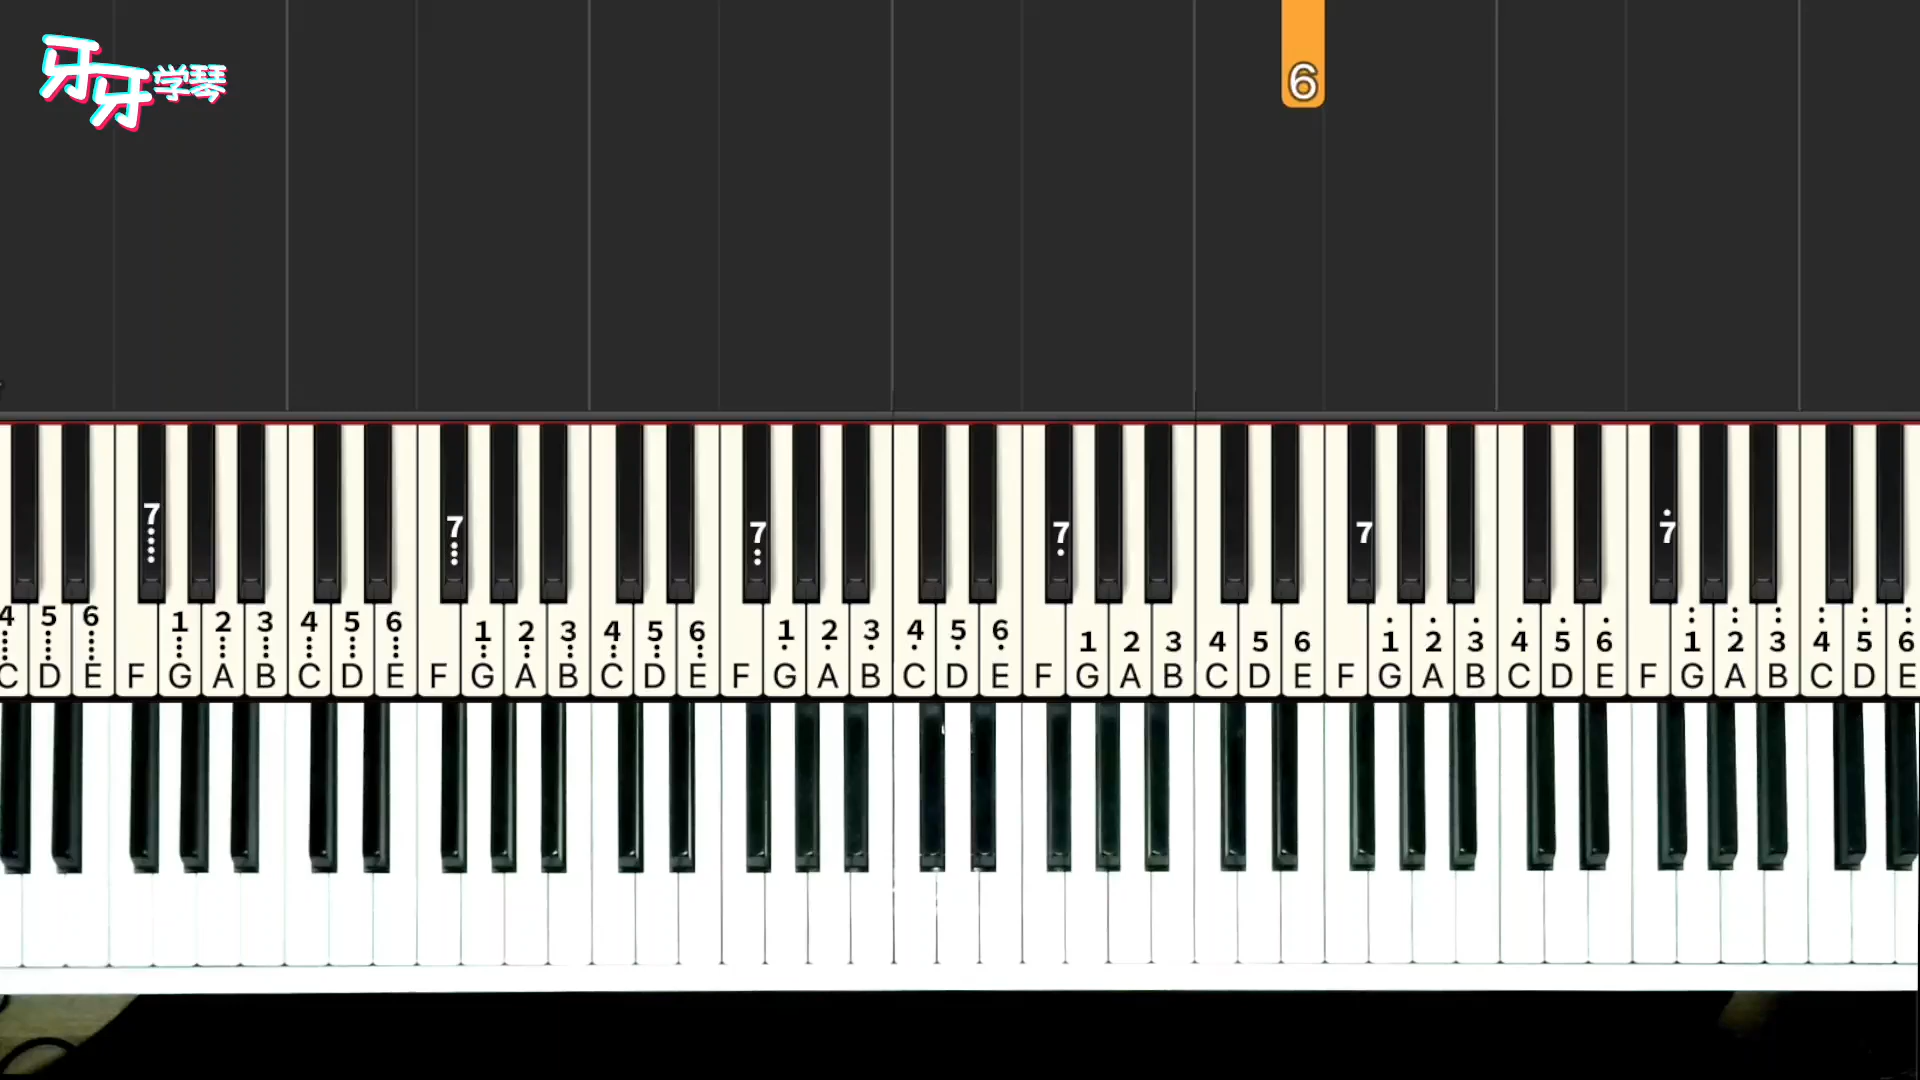 牙牙学琴
6
7 7 7 7 7 7
4 5 6 1 2 3 4 5 6 1 2 3 4 5 6 1 2 3 4 5 6 1 2 3 4 5 6 1 2 3 4 5 6 1 2 3 4 5 6
C D E F G A B C D E F G A B C D E F G A B C D E F G A B C D E F G A B C D E F G A B C D E